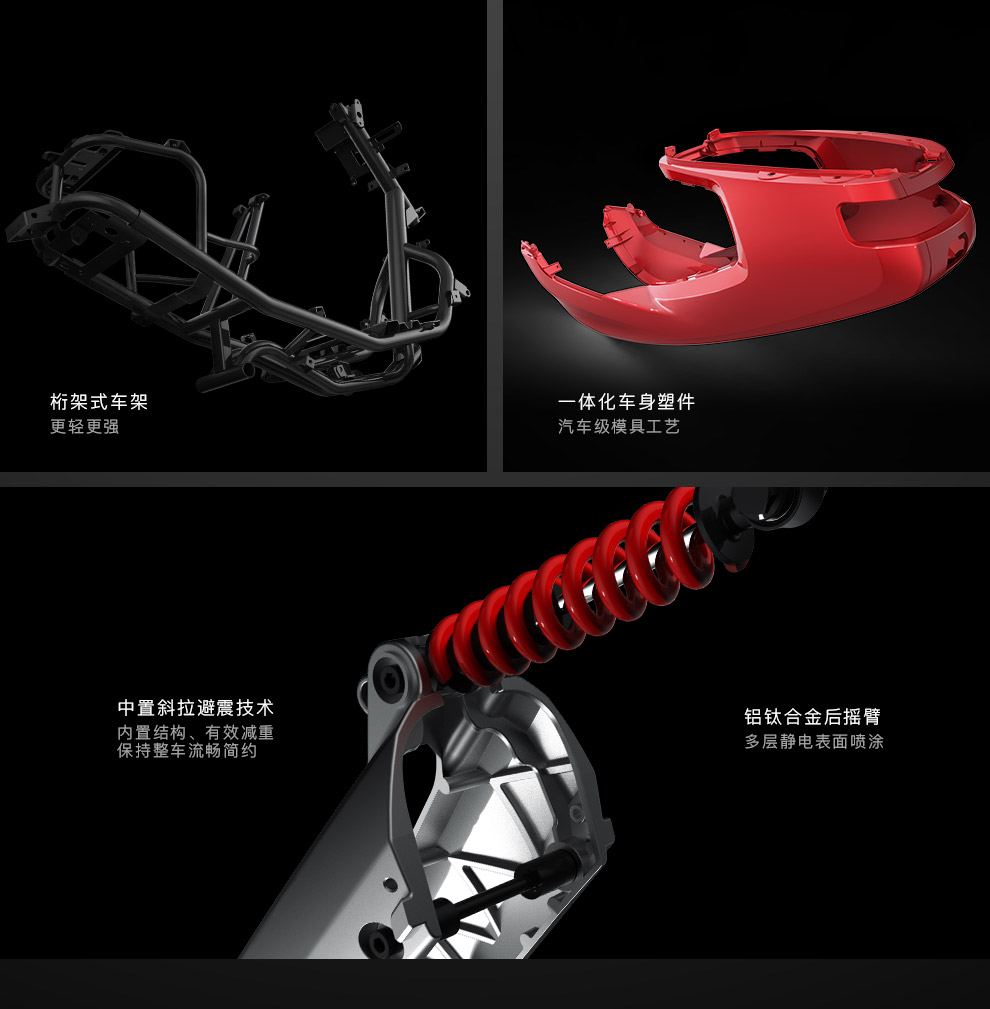 桁架式车架
更轻更强
一体化车身塑件
汽车级模具工艺
中置斜拉避震技术
内置结构、有效减重
保持整车流畅简约
铝钛合金后摇臂
多层静电表面喷涂